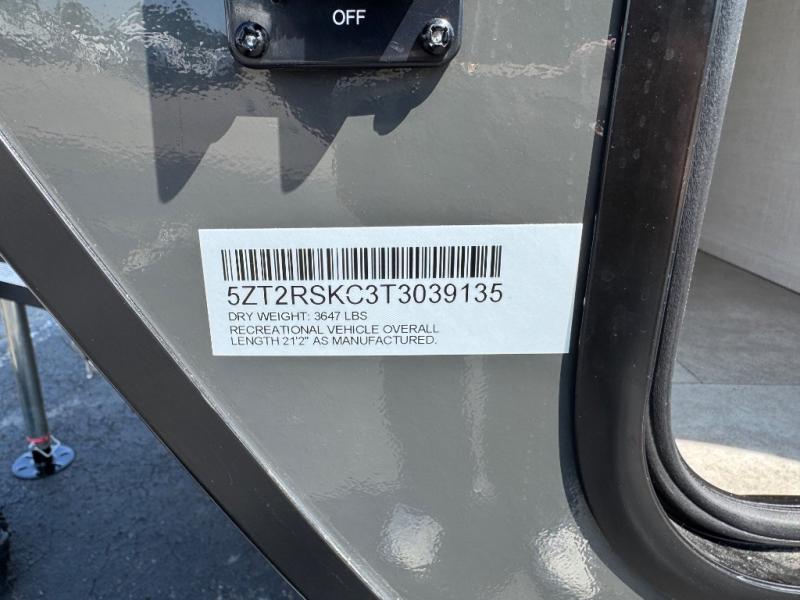 OFF
5ZT2RSKC3T3039135
DRY WEIGHT: 3647 LBS
RECREATIONAL VEHICLE OVERALL
LENGTH 21'2" AS MANUFACTURED.